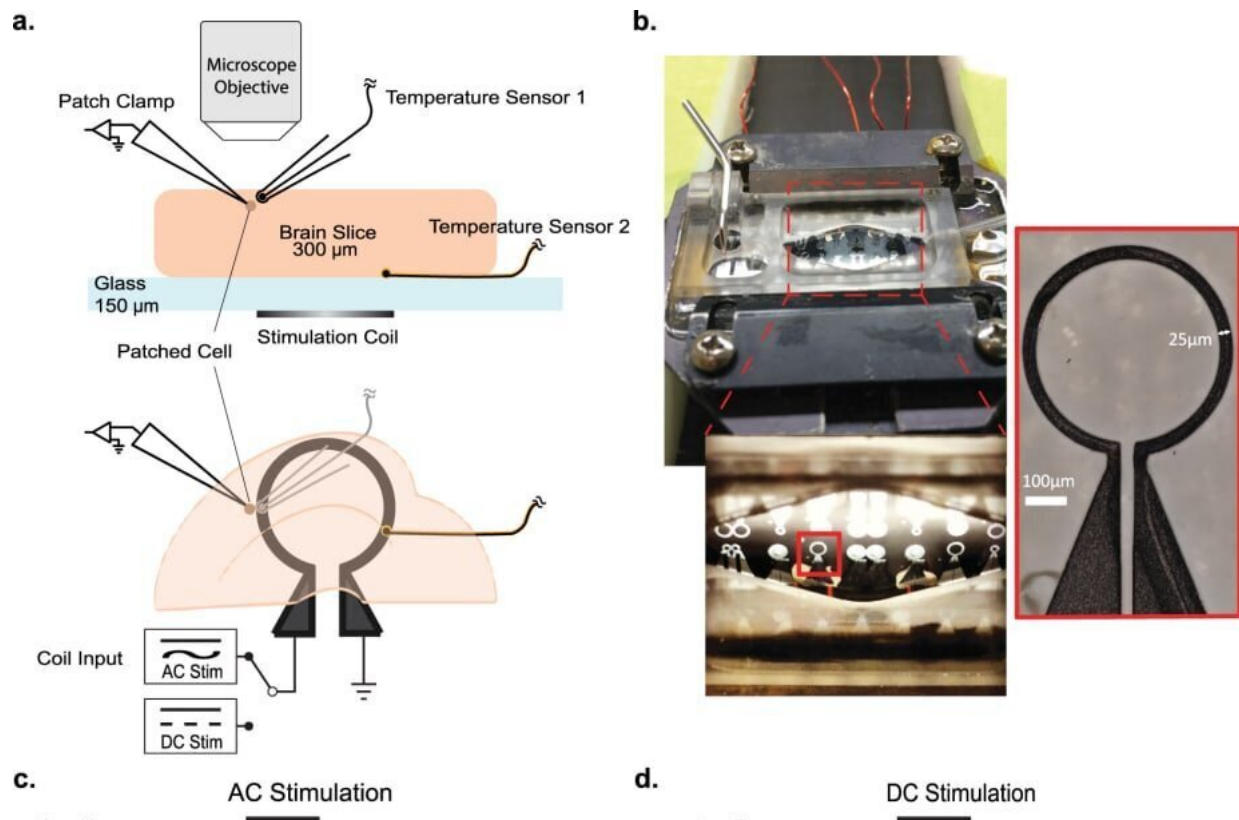 a.
Microscope
Objective
Patch Clamp
Temperature Sensor 1
Brain Slice
300 µm
Temperature Sensor 2
Glass
150 µm
Stimulation Coil
Patched Cell
Coil Input
AC Stim
DC Stim
b.
25µm
100µm
c.
AC Stimulation
d.
DC Stimulation